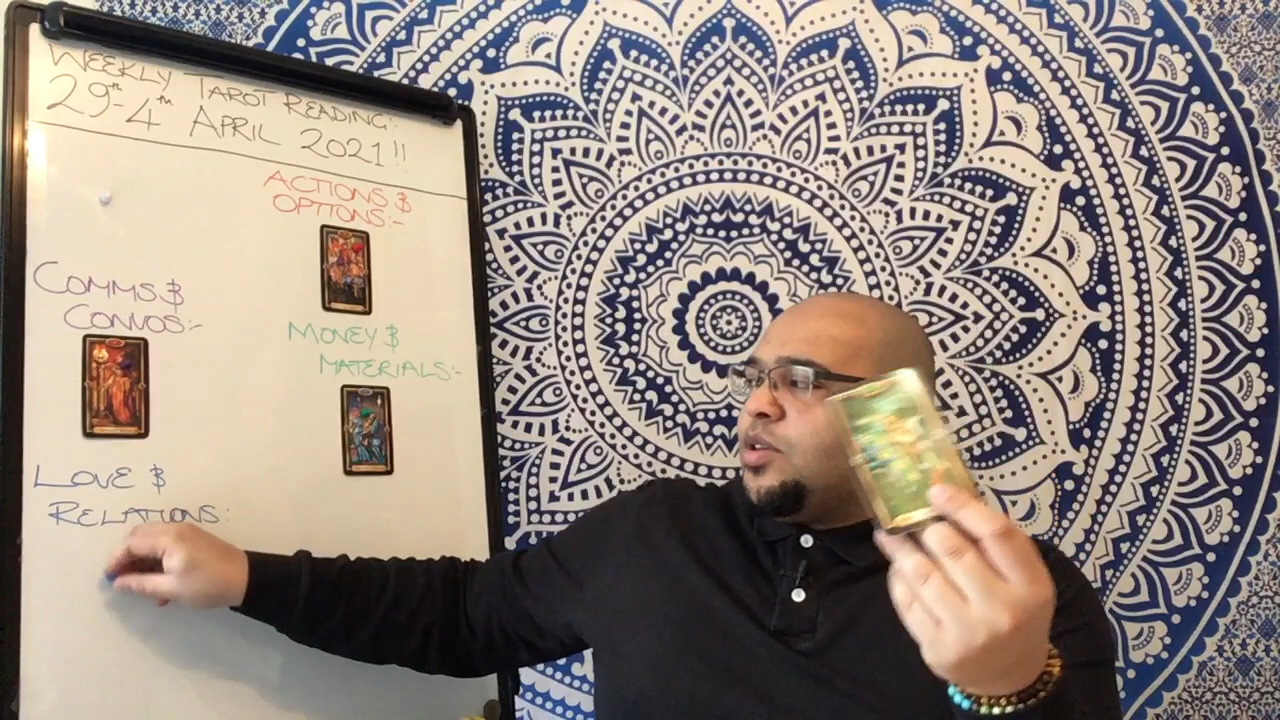 WEEKLY TAROT READING:-
29th-4th APRIL 2021!!
ACTIONS &
OPTIONS:-
COMMS &
CONVOS:-
MONEY &
MATERIALS:-
LOVE &
RELATIONS: